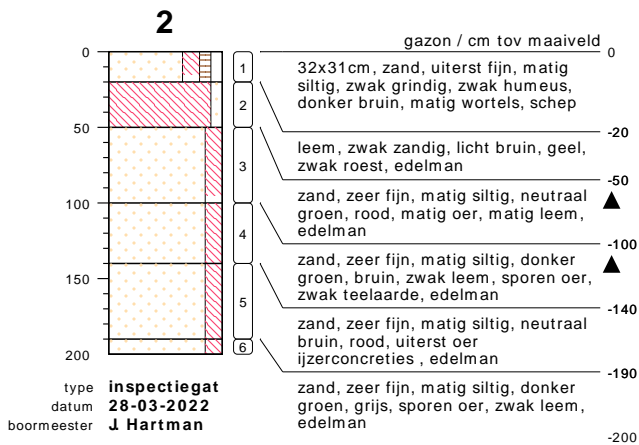 2
gazon / cm tov maaiveld
0
0
1
32x31cm, zand, uiterst fijn, matig
siltig, zwak grindig, zwak humeus,
donker bruin, matig wortels, schep
-20
2
leem, zwak zandig, licht bruin, geel,
zwak roest, edelman
50
-50
3
zand, zeer fijn, matig siltig, neutraal
groen, rood, matig oer, matig leem,
edelman
100
-100
4
zand, zeer fijn, matig siltig, donker
groen, bruin, zwak leem, sporen oer,
zwak teelaarde, edelman
-140
150
5
zand, zeer fijn, matig siltig, neutraal
bruin, rood, uiterst oer
ijzerconcreties , edelman
-190
6
200
zand, zeer fijn, matig siltig, donker
groen, grijs, sporen oer, zwak leem,
edelman
-200
type inspectiegat
datum 28-03-2022
boormeester J. Hartman